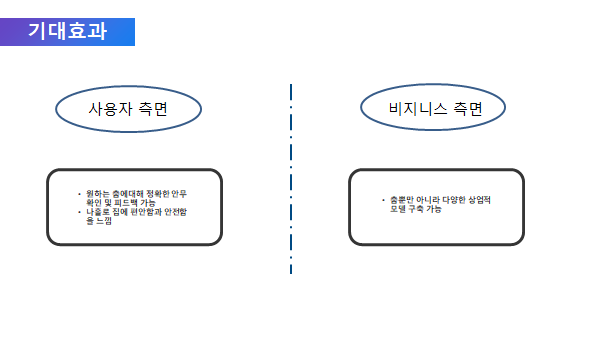 기대효과
사용자 측면
비지니스 측면
• 원하는 춤에대해 정확한 안무
확인 및 피드백 가능
• 나홀로 집에 편안함과 안전함
을 느낌
• 춤뿐만 아니라 다양한 상업적
모델 구축 가능